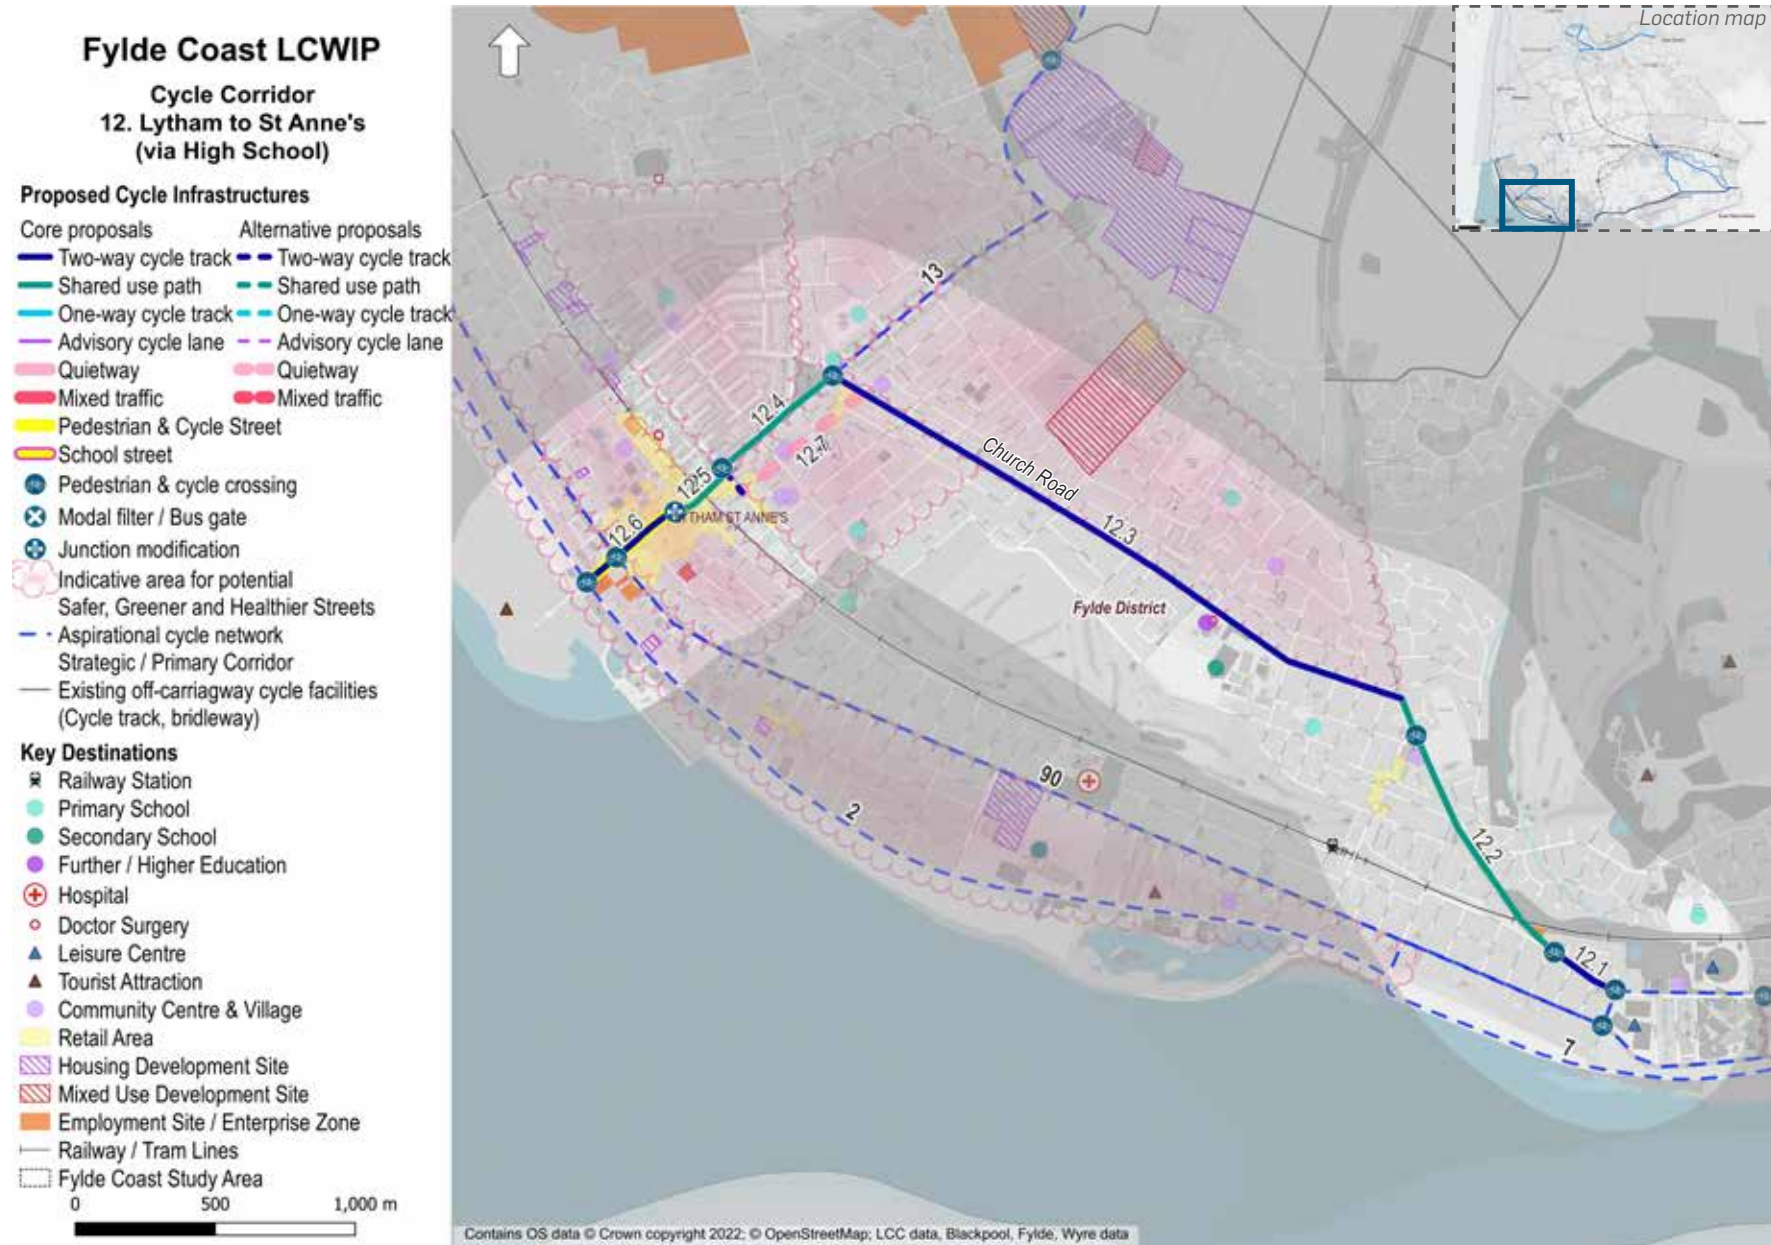 Fylde Coast LCWIP
Cycle Corridor
12. Lytham to St Anne's
(via High School)
Proposed Cycle Infrastructures
Core proposals Alternative proposals
Two-way cycle track Two-way cycle track
Shared use path Shared use path
One-way cycle track One-way cycle track
Advisory cycle lane Advisory cycle lane
Quietway Quietway
Mixed traffic Mixed traffic
Pedestrian & Cycle Street
School street
Pedestrian & cycle crossing
Modal filter / Bus gate
Junction modification
Indicative area for potential
Safer, Greener and Healthier Streets
Aspirational cycle network
Strategic / Primary Corridor
Existing off-carriagway cycle facilities
(Cycle track, bridleway)
Key Destinations
Railway Station
Primary School
Secondary School
Further / Higher Education
Hospital
Doctor Surgery
Leisure Centre
Tourist Attraction
Community Centre & Village
Retail Area
Housing Development Site
Mixed Use Development Site
Employment Site / Enterprise Zone
Railway / Tram Lines
Fylde Coast Study Area
0 500 1,000 m
Location map
13
12.4
12.7
Church Road
12.5
THAM ST ANNE'S
12.6
12.3
Fylde District
90
2
12.2
12.1
7
Contains OS data © Crown copyright 2022; © OpenStreetMap; LCC data, Blackpool, Fylde, Wyre data